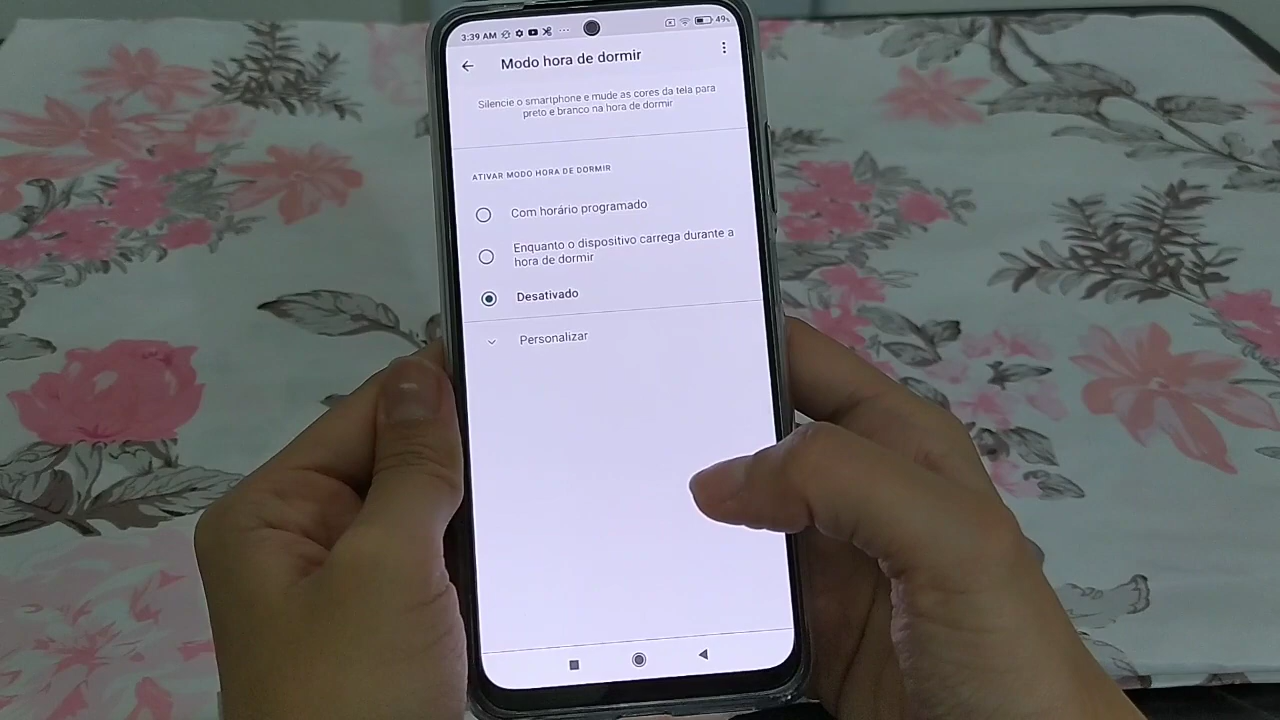 3:39 AM ... 49%
Modo hora de dormir
Silencie o smartphone e mude as cores da tela para
preto e branco na hora de dormir
ATIVAR MODO HORA DE DORMIR
Com horário programado
Enquanto o dispositivo carrega durante a
hora de dormir
Desativado
Personalizar